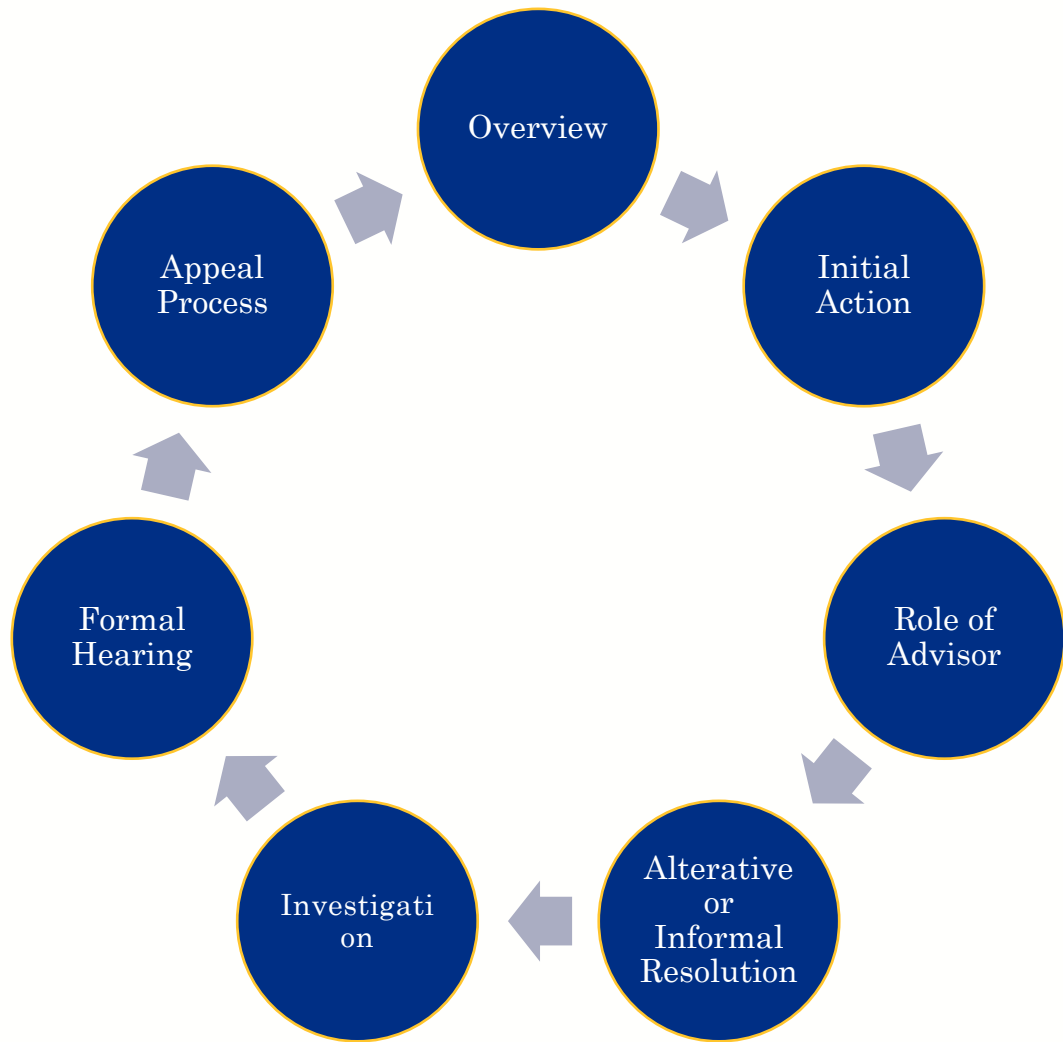 Overview
Initial
Action
Role of
Advisor
Alterative
or
Informal
Resolution
Investigati
on
Formal
Hearing
Appeal
Process